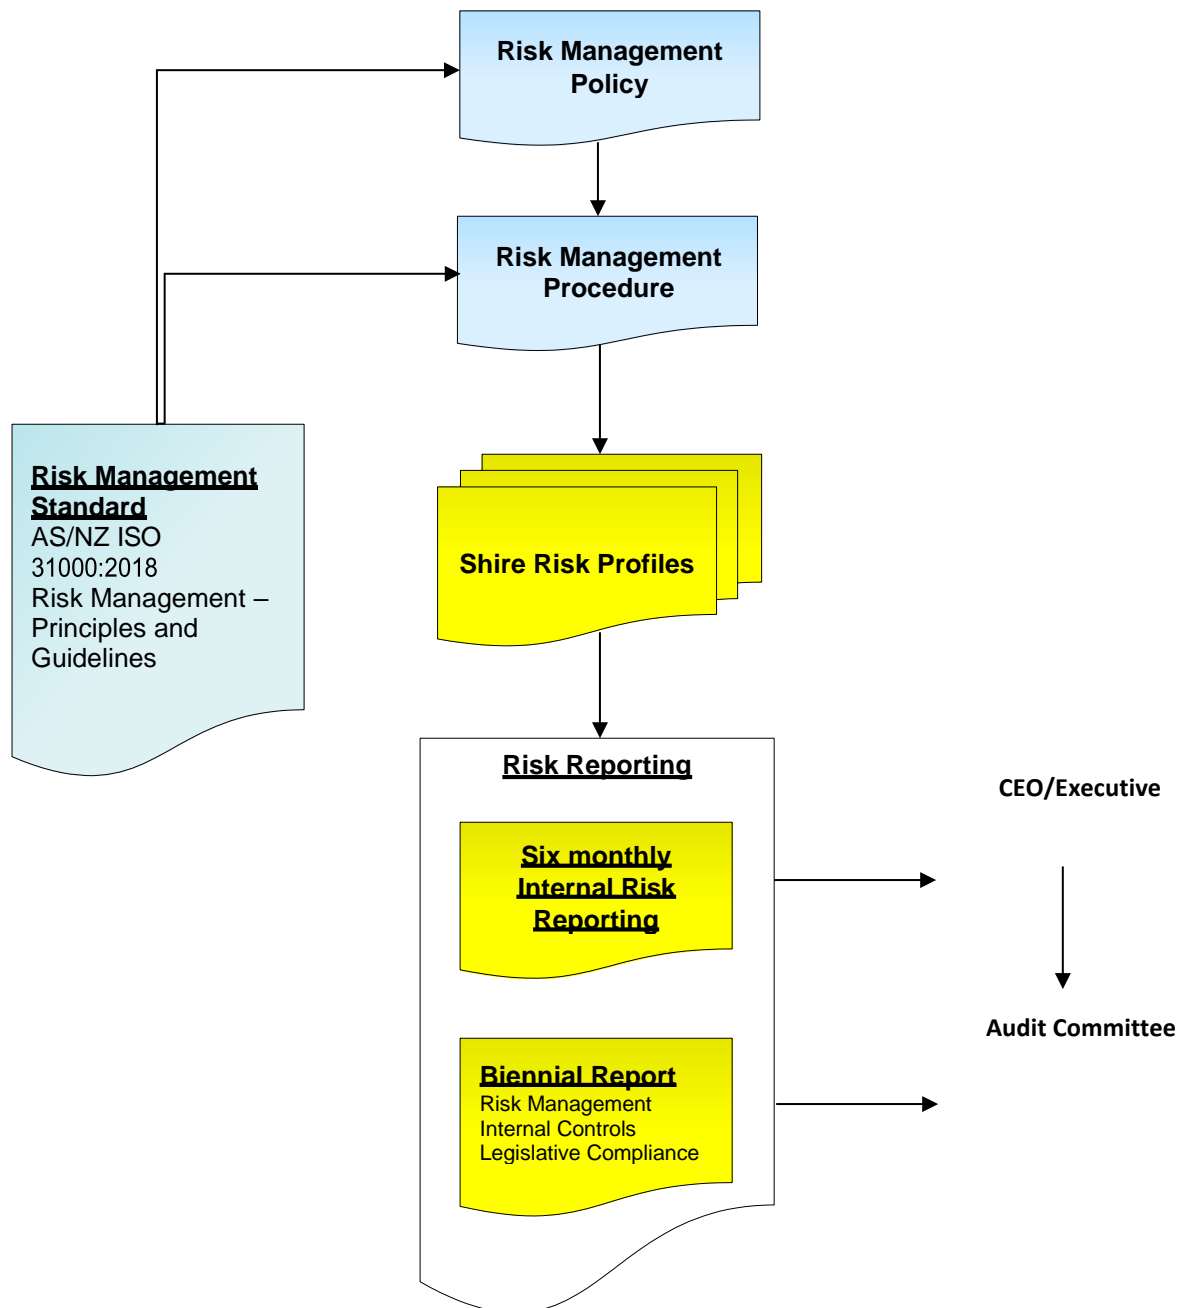 Risk Management
Policy
Risk Management
Procedure
Risk Management
Standard
AS/NZ ISO
31000:2018
Risk Management –
Principles and
Guidelines
Shire Risk Profiles
Risk Reporting
Six monthly
Internal Risk
Reporting
CEO/Executive
Audit Committee
Biennial Report
Risk Management
Internal Controls
Legislative Compliance